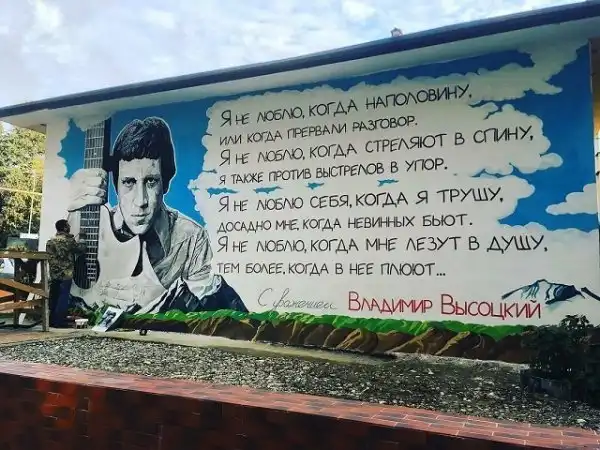 Я НЕ ЛЮБЛЮ, КОГДА НАПОЛОВИНУ,
ИЛИ КОГДА ПРЕРВАЛИ РАЗГОВОР.
Я НЕ ЛЮБЛЮ, КОГДА СТРЕЛЯЮТ В СПИНУ,
Я ТАКЖЕ ПРОТИВ ВЫСТРЕЛОВ В УПОР.
Я НЕ ЛЮБЛЮ СЕБЯ, КОГДА Я ТРУШУ,
ДОСАДНО МНЕ, КОГДА НЕВИННЫХ БЬЮТ.
Я НЕ ЛЮБЛЮ, КОГДА МНЕ ЛЕЗУТ В ДУШУ,
ТЕМ БОЛЕЕ, КОГДА В НЕЕ ПЛЮЮТ...
С уважением ВЛАДИМИР ВЫСОЦКИЙ